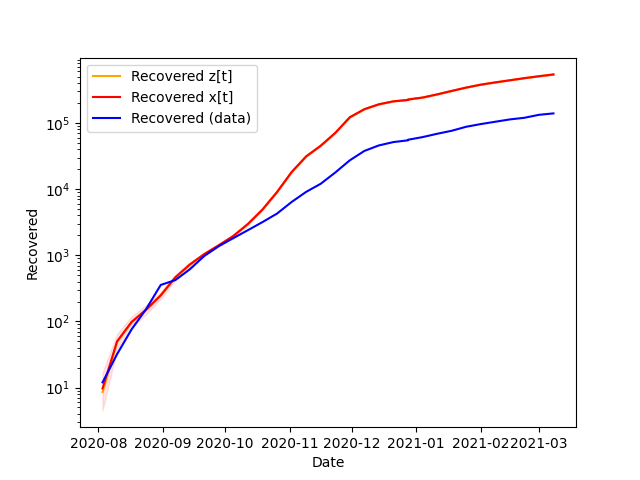 Recovered z[t]
Recovered x[t]
Recovered (data)
Recovered
10^5
10^4
10^3
10^2
10^1
2020-08 2020-09 2020-10 2020-11 2020-12 2021-01 2021-02 2021-03
Date